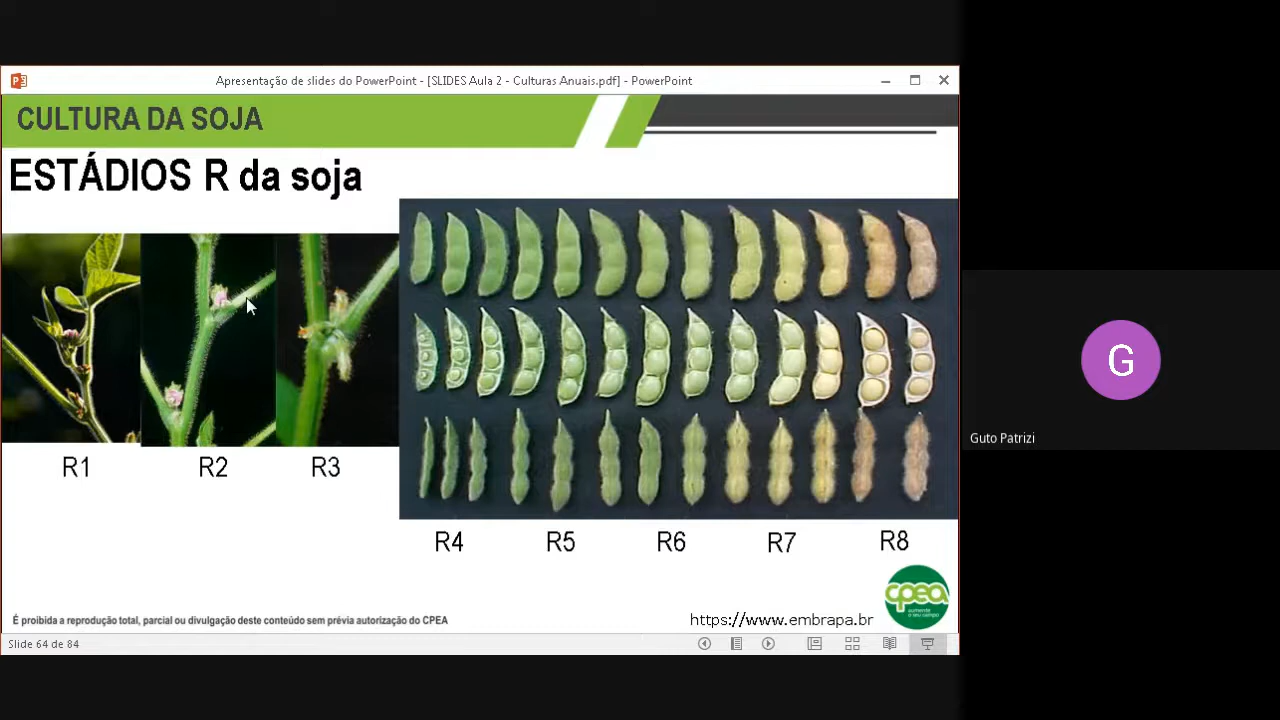 Apresentação de slides do PowerPoint - [SLIDES Aula 2 - Culturas Anuais.pdf] - PowerPoint
CULTURA DA SOJA
ESTÁDIOS R da soja
R1 R2 R3
R4 R5 R6 R7 R8
G
Guto Patrizi
cpea
É proibida a reprodução total, parcial ou divulgação deste conteúdo sem prévia autorização do CPEA
https://www.embrapa.br
Slide 64 de 84